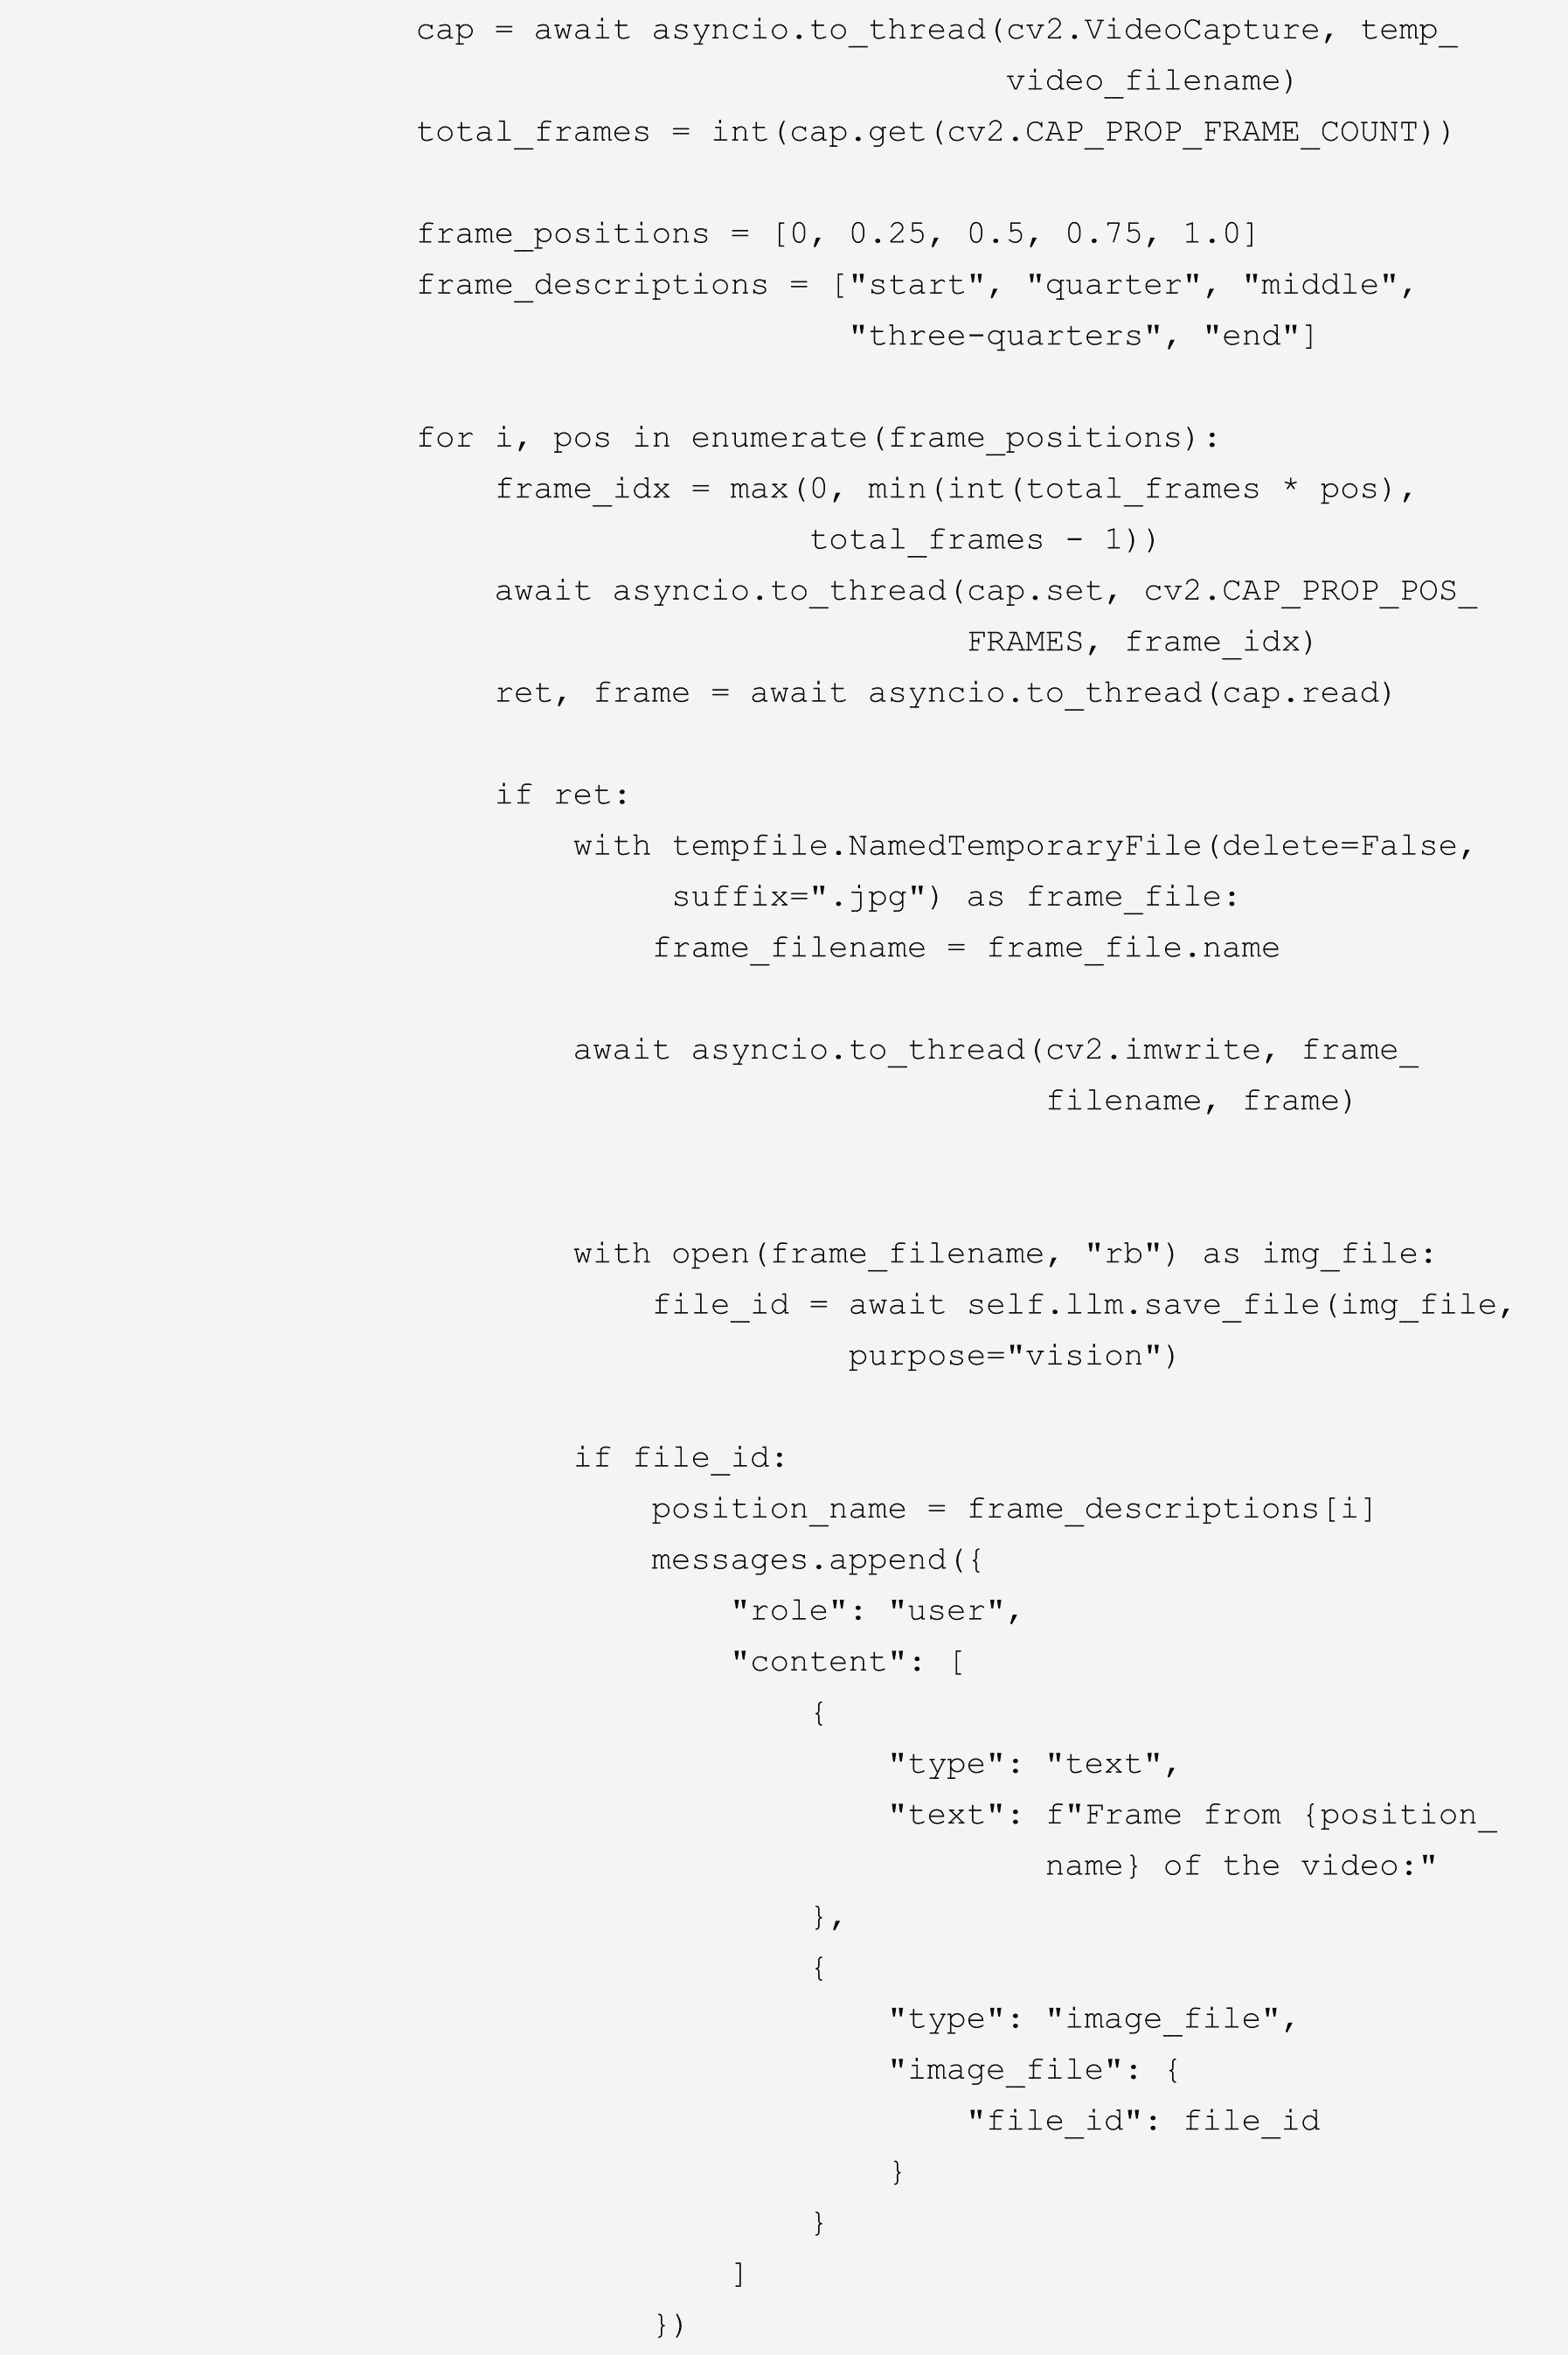 cap = await asyncio.to_thread(cv2.VideoCapture, temp_
video_filename)
total_frames = int(cap.get(cv2.CAP_PROP_FRAME_COUNT))
frame_positions = [0, 0.25, 0.5, 0.75, 1.0]
frame_descriptions = ["start", "quarter", "middle",
"three-quarters", "end"]
for i, pos in enumerate(frame_positions):
frame_idx = max(0, min(int(total_frames * pos),
total_frames - 1))
await asyncio.to_thread(cap.set, cv2.CAP_PROP_POS_
FRAMES, frame_idx)
ret, frame = await asyncio.to_thread(cap.read)
if ret:
with tempfile.NamedTemporaryFile(delete=False,
suffix=".jpg") as frame_file:
frame_filename = frame_file.name
await asyncio.to_thread(cv2.imwrite, frame_
filename, frame)
with open(frame_filename, "rb") as img_file:
file_id = await self.llm.save_file(img_file,
purpose="vision")
if file_id:
position_name = frame_descriptions[i]
messages.append({
"role": "user",
"content": [
{
"type": "text",
"text": f"Frame from {position_
name} of the video:"
},
{
"type": "image_file",
"image_file": {
"file_id": file_id
}
}
]
})